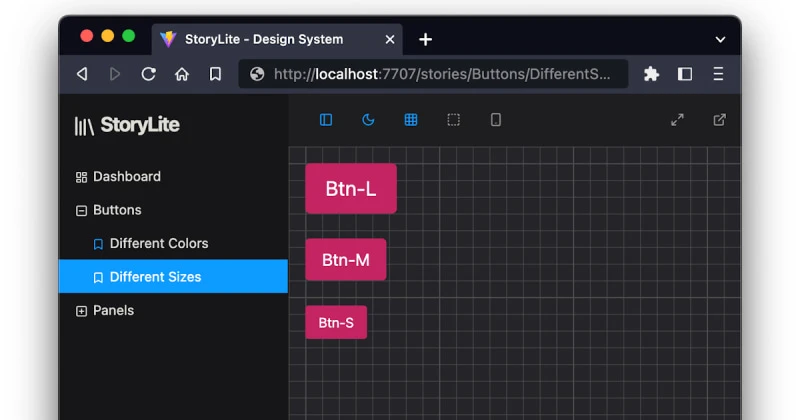 StoryLite - Design System
http://localhost:7707/stories/Buttons/DifferentS...
StoryLite
Dashboard
Buttons
Different Colors
Different Sizes
Panels
Btn-L
Btn-M
Btn-S